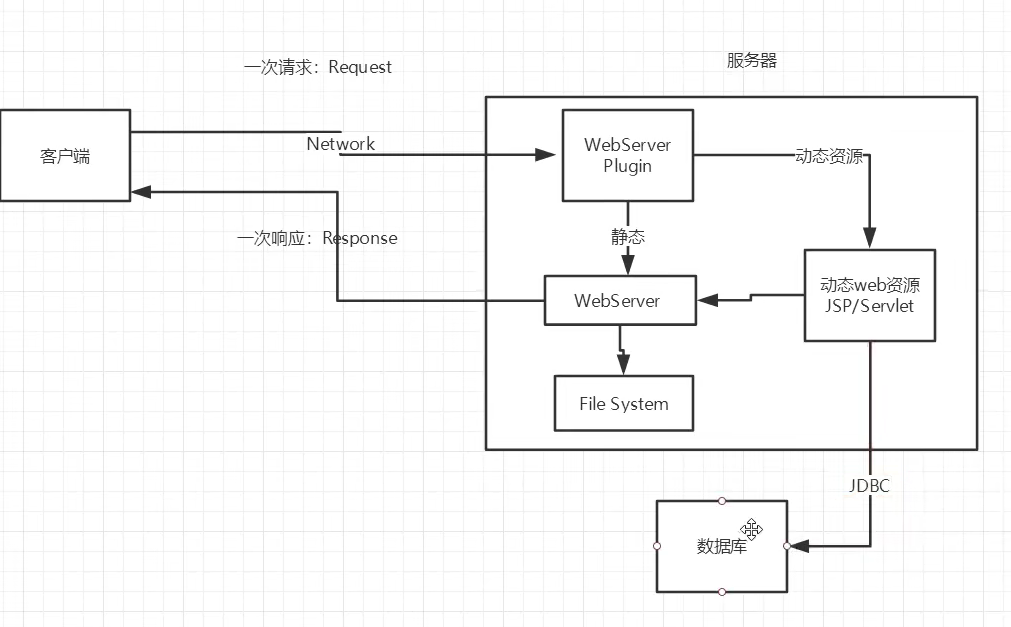 一次请求：Request
服务器
客户端
Network
WebServer
Plugin
动态资源
一次响应：Response
静态
WebServer
动态web资源
JSP/Servlet
File System
JDBC
数据库